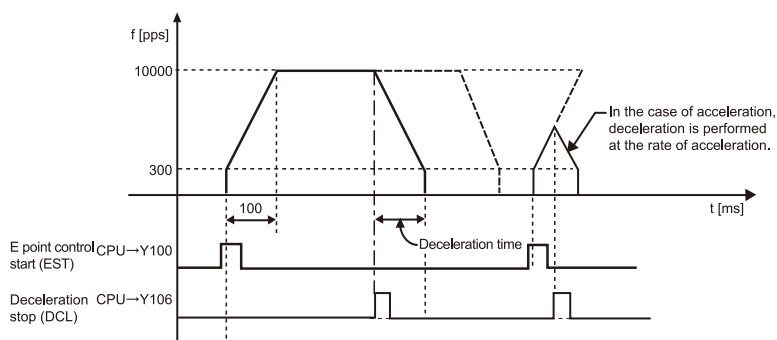 f [pps]
10000
In the case of acceleration,
deceleration is performed
at the rate of acceleration.
300
t [ms]
100
Deceleration time
E point control
start (EST)
CPU→Y100
Deceleration
stop (DCL)
CPU→Y106